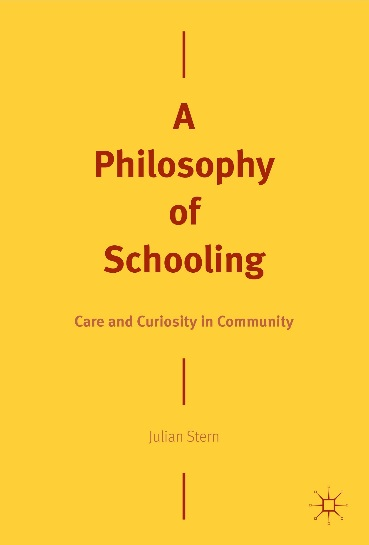 A
Philosophy
of
Schooling
Care and Curiosity in Community
Julian Stern